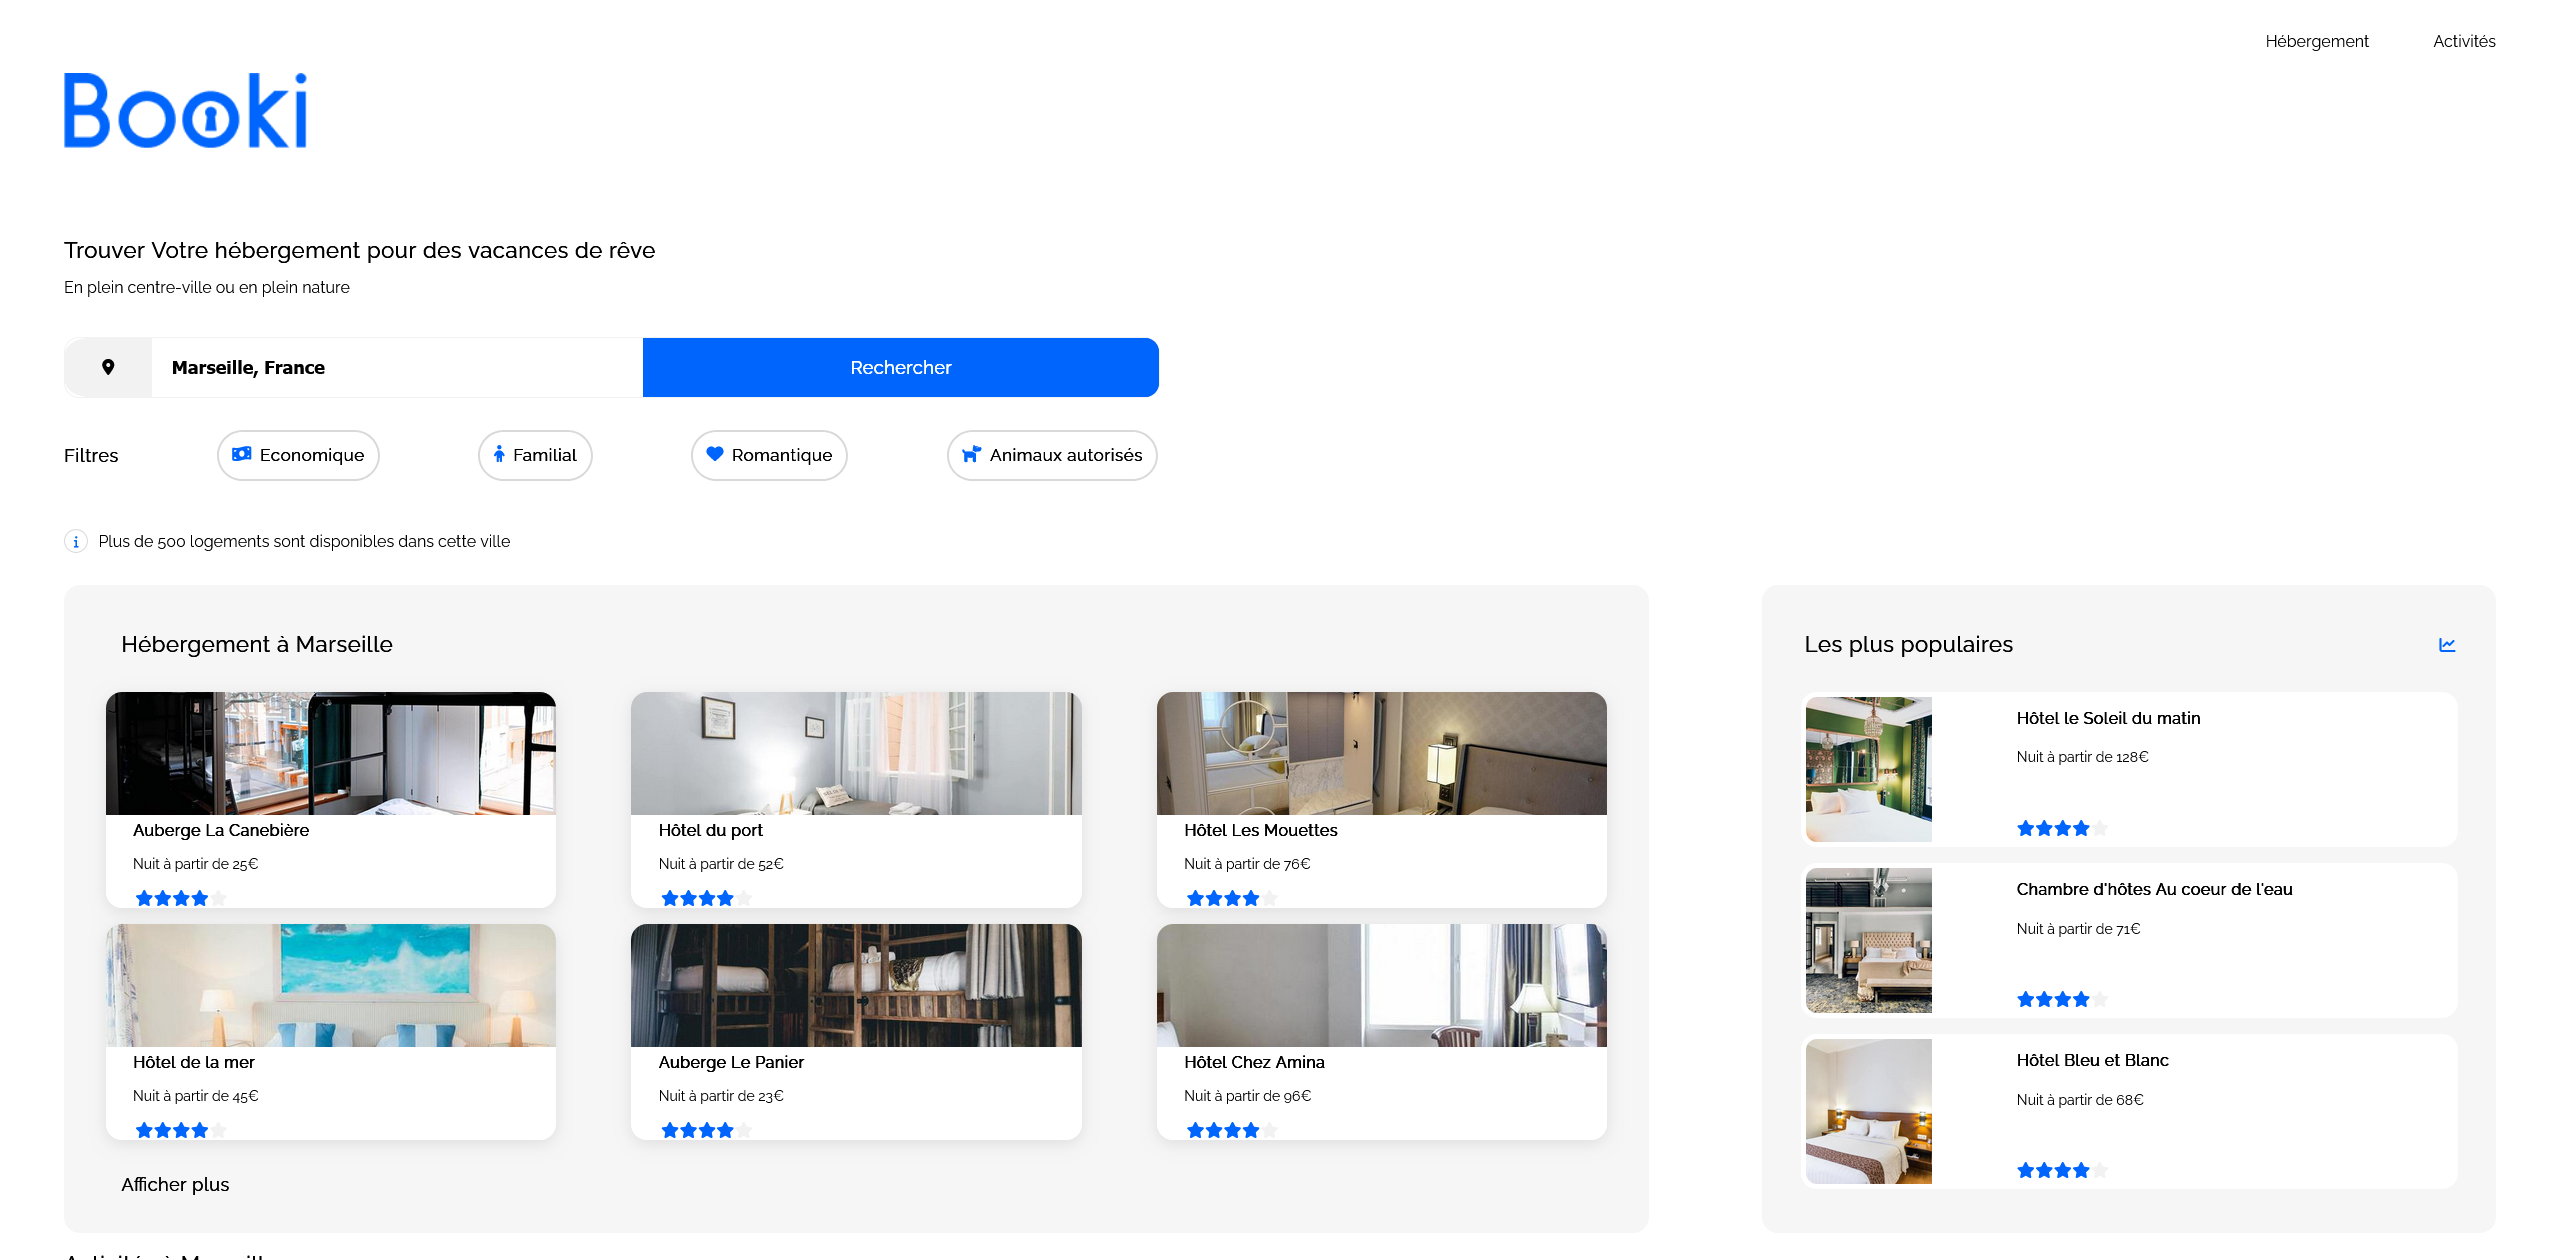 Hébergement
Activités
Booki
Trouver Votre hébergement pour des vacances de rêve
En plein centre-ville ou en plein nature
Marseille, France
Rechercher
Filtres
Economique
Familial
Romantique
Animaux autorisés
Plus de 500 logements sont disponibles dans cette ville
Hébergement à Marseille
Auberge La Canebière
Nuit à partir de 25€
Hôtel du port
Nuit à partir de 52€
Hôtel Les Mouettes
Nuit à partir de 76€
Hôtel de la mer
Nuit à partir de 45€
Auberge Le Panier
Nuit à partir de 23€
Hôtel Chez Amina
Nuit à partir de 96€
Afficher plus
Les plus populaires
Hôtel le Soleil du matin
Nuit à partir de 128€
Chambre d'hôtes Au coeur de l'eau
Nuit à partir de 71€
Hôtel Bleu et Blanc
Nuit à partir de 68€